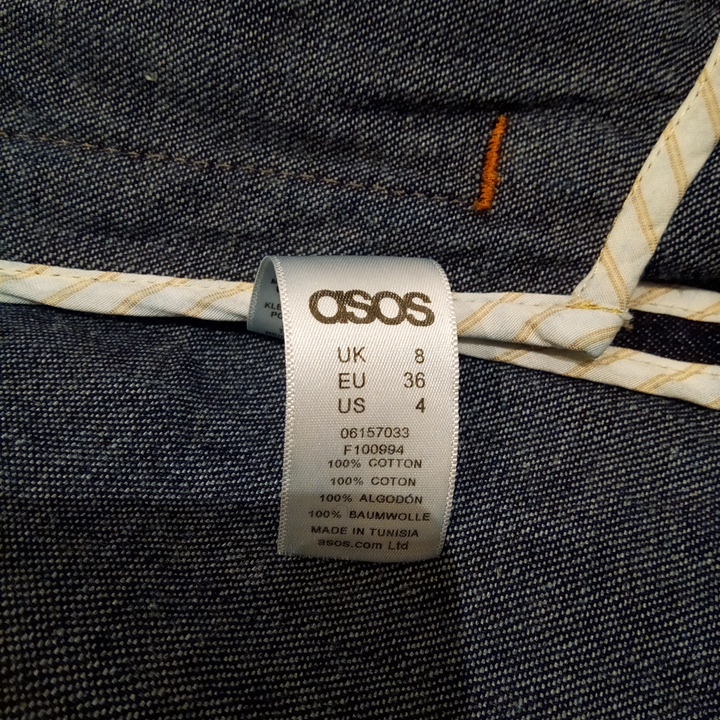 asos
UK 8
EU 36
US 4
06157033
F100994
100% COTTON
100% COTON
100% ALGODÓN
100% BAUMWOLLE
MADE IN TUNISIA
asos.com Ltd